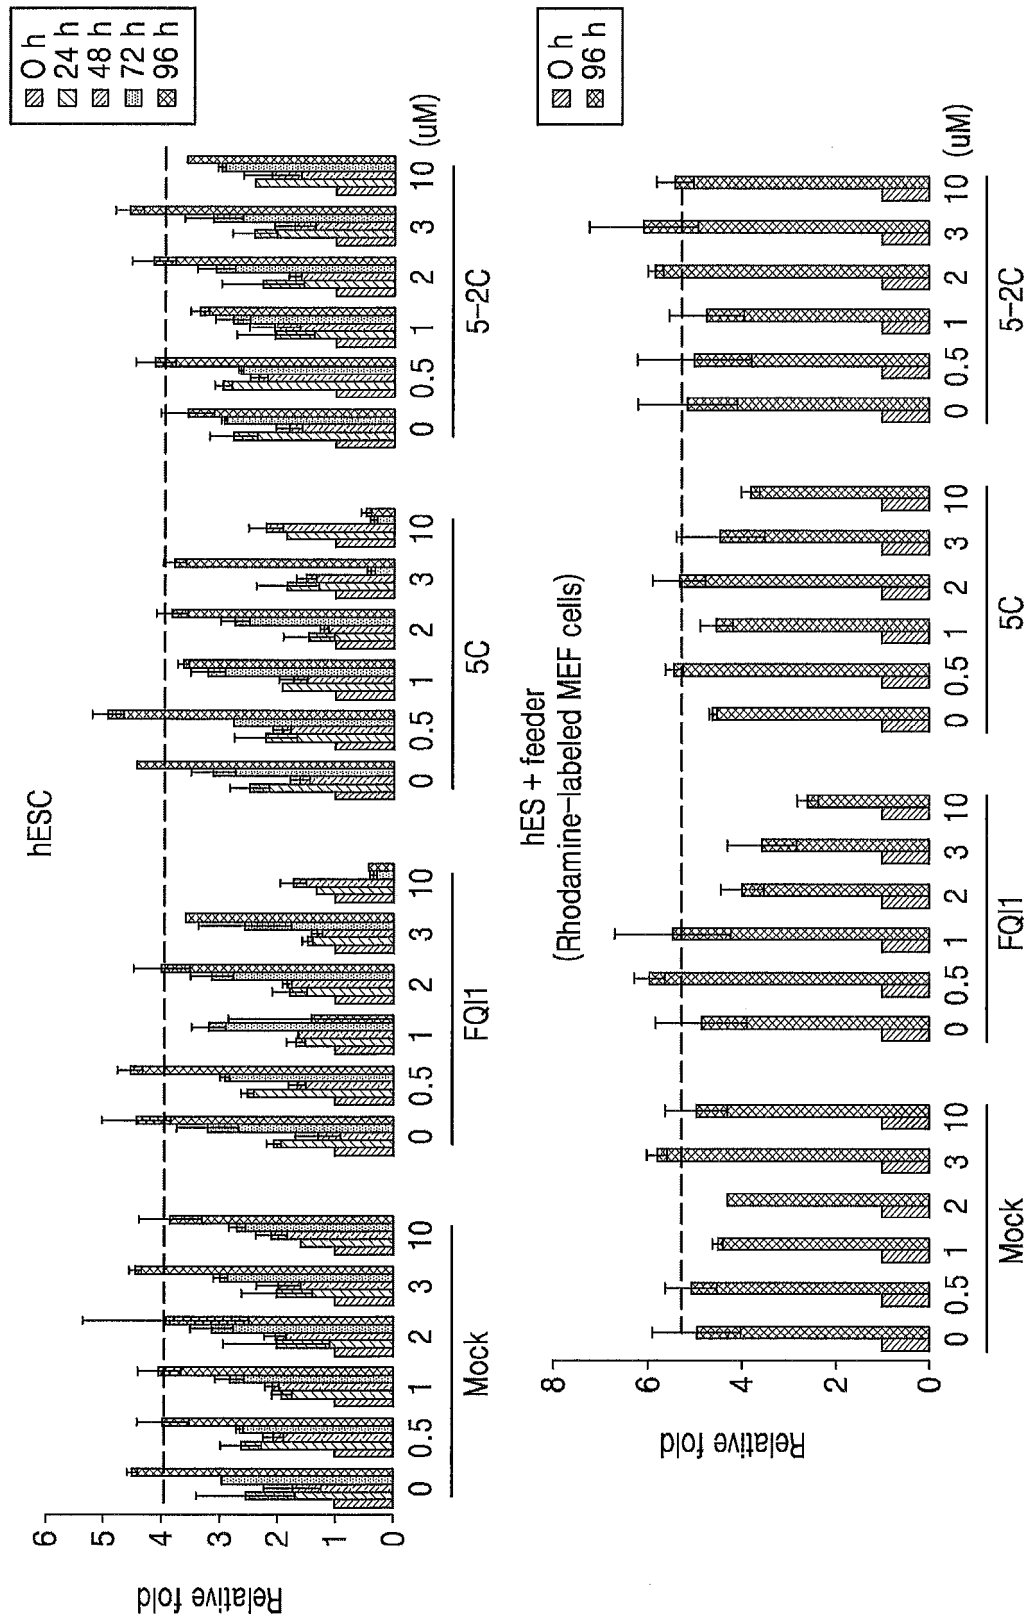 hESC
0 h
24 h
48 h
72 h
96 h
Relative fold
6
5
4
3
2
1
0
0 0.5 1 2 3 10 0 0.5 1 2 3 10 0 0.5 1 2 3 10 0 0.5 1 2 3 10 (uM)
Mock FQI1 5C 5-2C
hES + feeder
(Rhodamine-labeled MEF cells)
0 h
96 h
Relative fold
8
6
4
2
0
0 0.5 1 2 3 10 0 0.5 1 2 3 10 0 0.5 1 2 3 10 0 0.5 1 2 3 10 (uM)
Mock FQI1 5C 5-2C